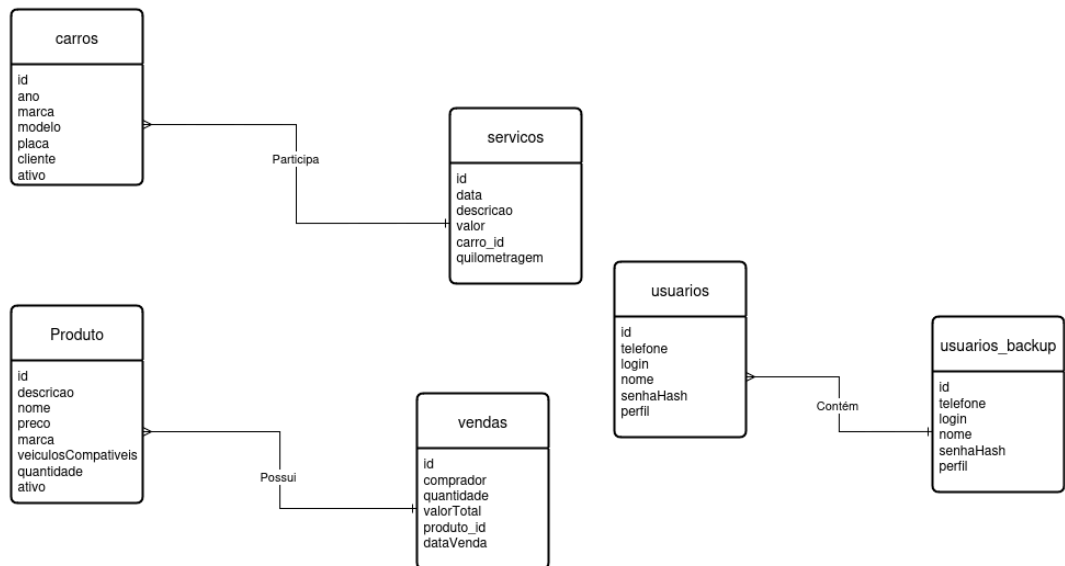 carros
id
ano
marca
modelo
placa
cliente
ativo
Participa
servicos
id
data
descricao
valor
carro_id
quilometragem
Produto
id
descricao
nome
preco
marca
veiculosCompativeis
quantidade
ativo
Possui
vendas
id
comprador
quantidade
valorTotal
produto_id
dataVenda
usuarios
id
telefone
login
nome
senhaHash
perfil
Contém
usuarios_backup
id
telefone
login
nome
senhaHash
perfil